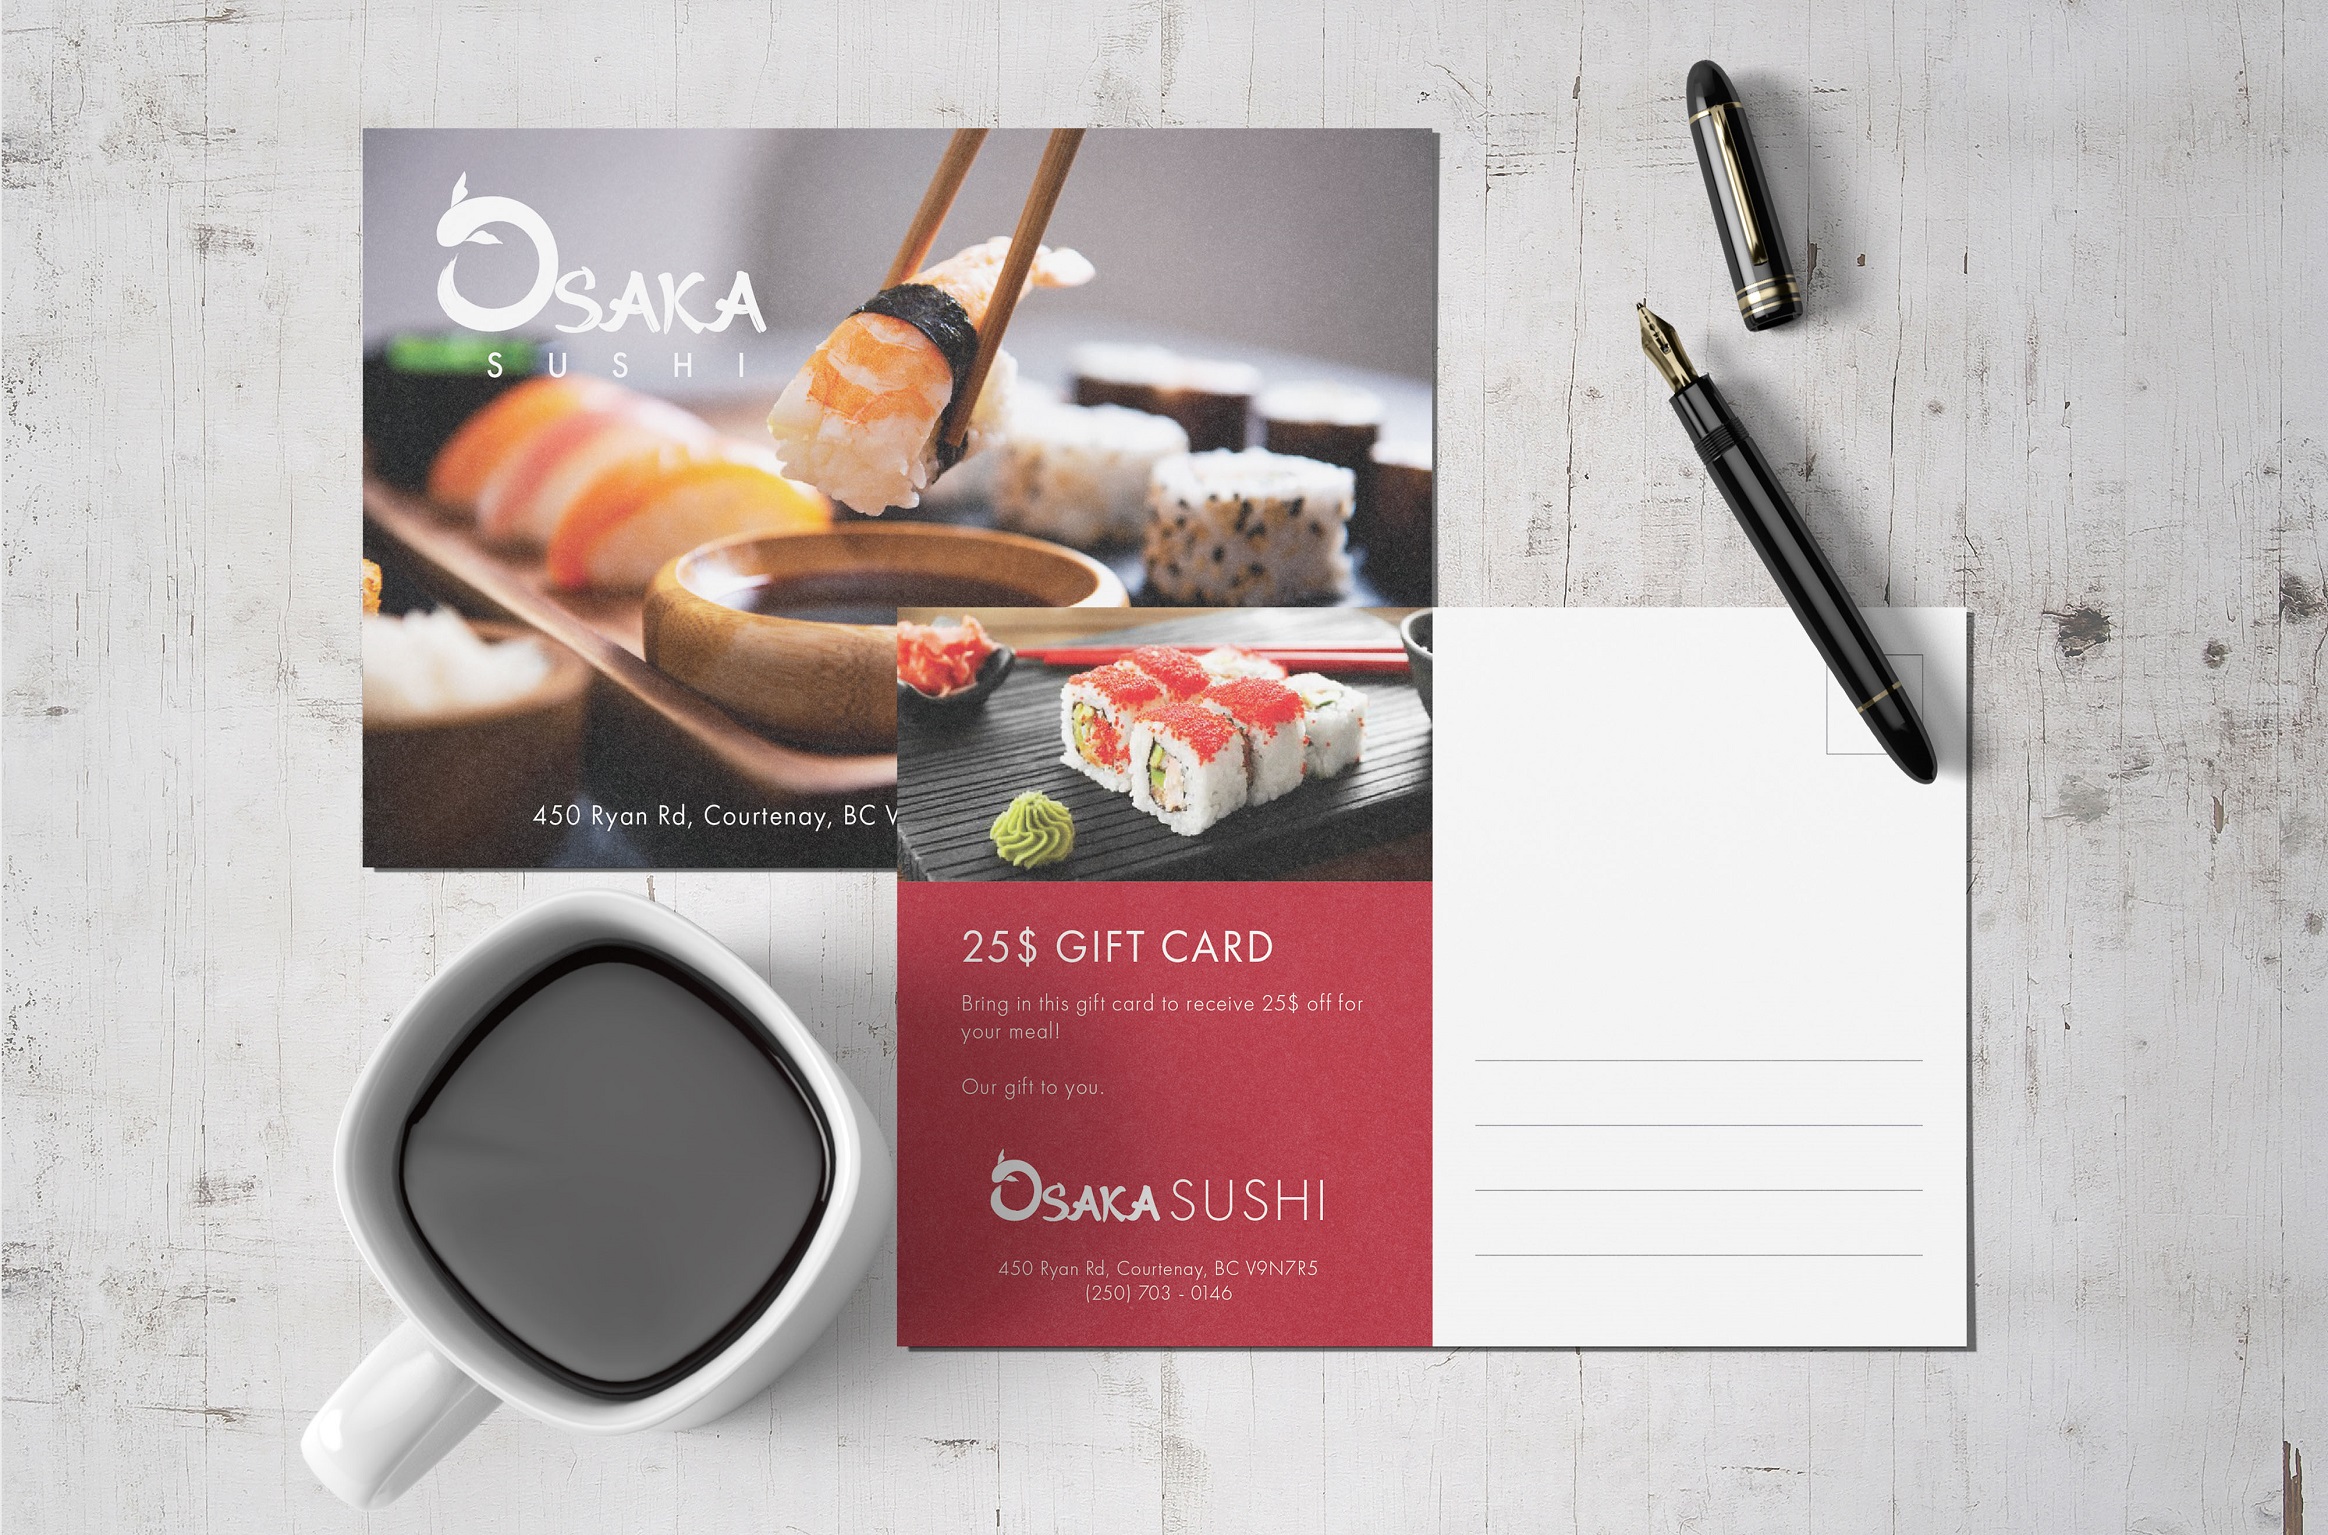 OSAKA
SUSHI
450 Ryan Rd, Courtenay, BC V
25$ GIFT CARD
Bring in this gift card to receive 25$ off for
your meal!
Our gift to you.
OSAKA SUSHI
450 Ryan Rd, Courtenay, BC V9N7R5
(250) 703 - 0146